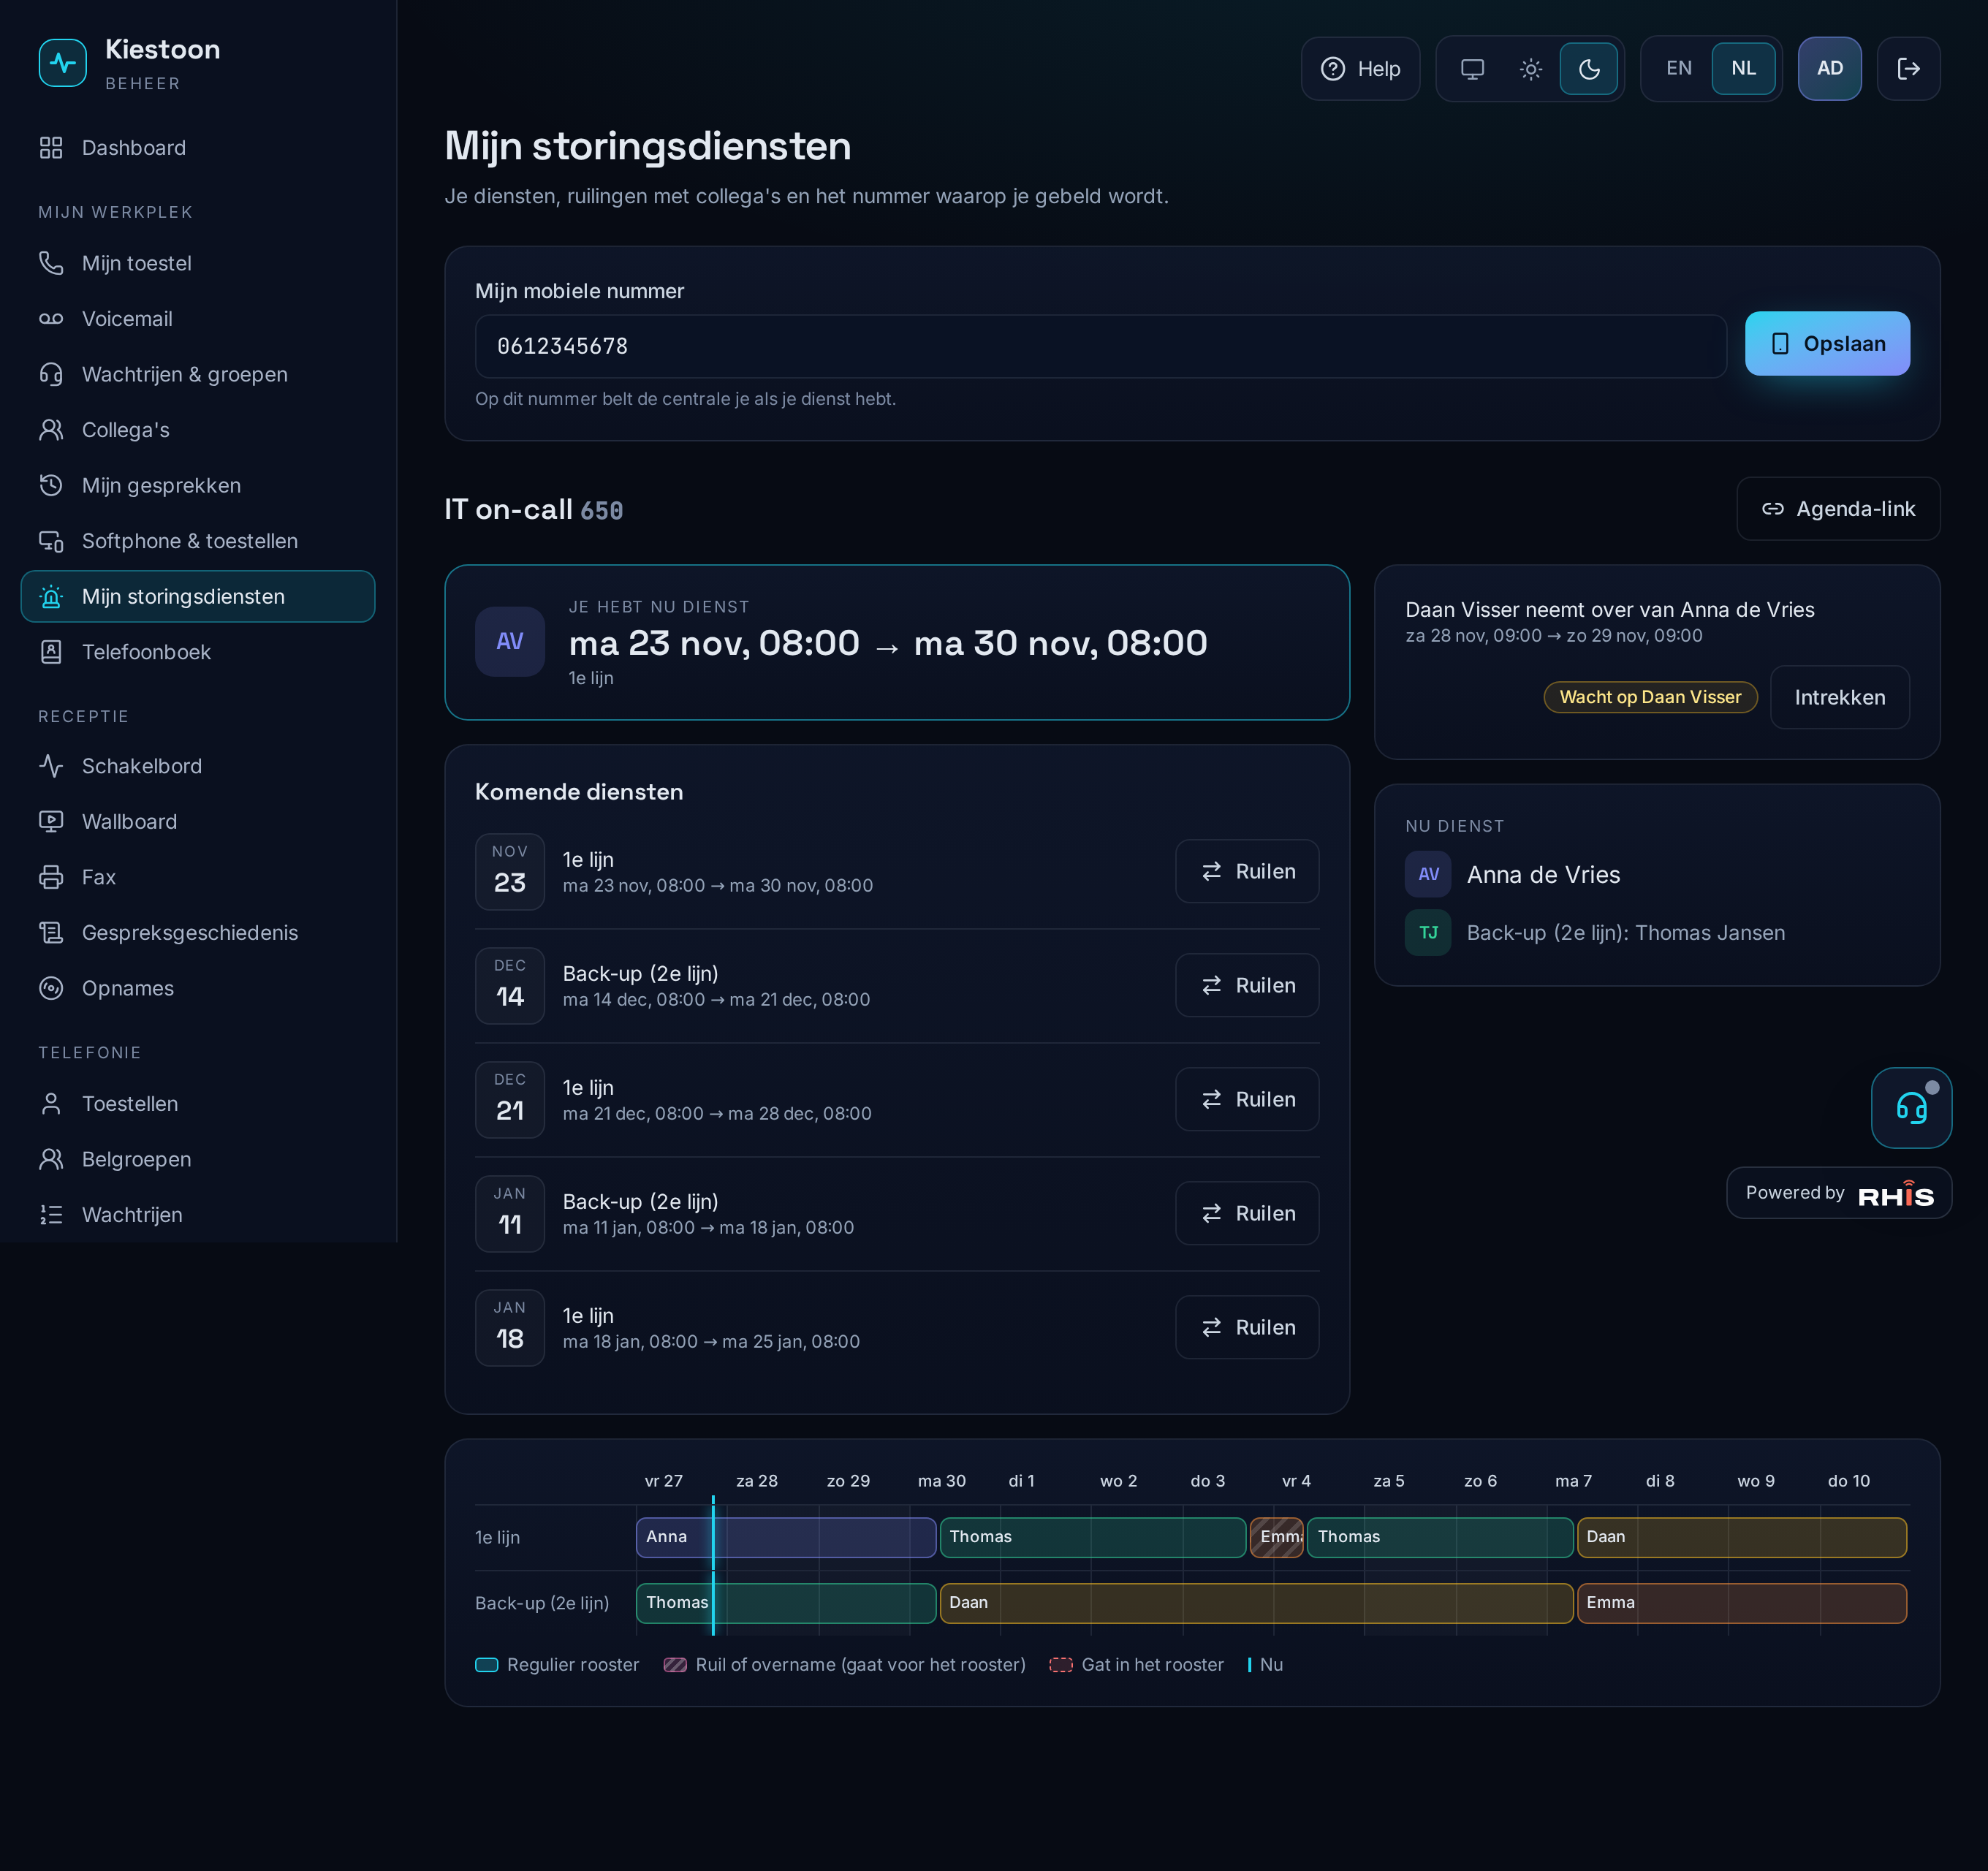 Kiestoon
BEHEER
Dashboard
MIJN WERKPLEK
Mijn toestel
Voicemail
Wachtrijen & groepen
Collega's
Mijn gesprekken
Softphone & toestellen
Mijn storingsdiensten
Telefoonboek
RECEPTIE
Schakelbord
Wallboard
Fax
Gespreksgeschiedenis
Opnames
TELEFONIE
Toestellen
Belgroepen
Wachtrijen
Help
EN NL
AD
Mijn storingsdiensten
Je diensten, ruilingen met collega's en het nummer waarop je gebeld wordt.
Mijn mobiele nummer
0612345678
Opslaan
Op dit nummer belt de centrale je als je dienst hebt.
IT on-call 650
Agenda-link
AV
JE HEBT NU DIENST
ma 23 nov, 08:00 → ma 30 nov, 08:00
1e lijn
Komende diensten
NOV
23
1e lijn
ma 23 nov, 08:00 → ma 30 nov, 08:00
Ruilen
DEC
14
Back-up (2e lijn)
ma 14 dec, 08:00 → ma 21 dec, 08:00
Ruilen
DEC
21
1e lijn
ma 21 dec, 08:00 → ma 28 dec, 08:00
Ruilen
JAN
11
Back-up (2e lijn)
ma 11 jan, 08:00 → ma 18 jan, 08:00
Ruilen
JAN
18
1e lijn
ma 18 jan, 08:00 → ma 25 jan, 08:00
Ruilen
Daan Visser neemt over van Anna de Vries
za 28 nov, 09:00 → zo 29 nov, 09:00
Wacht op Daan Visser
Intrekken
NU DIENST
AV
Anna de Vries
TJ
Back-up (2e lijn): Thomas Jansen
Powered by RHIS
vr 27 za 28 zo 29 ma 30 di 1 wo 2 do 3 vr 4 za 5 zo 6 ma 7 di 8 wo 9 do 10
1e lijn Anna Thomas Emma Thomas Daan
Back-up (2e lijn) Thomas Daan Emma
Regulier rooster Ruil of overname (gaat voor het rooster) Gat in het rooster Nu